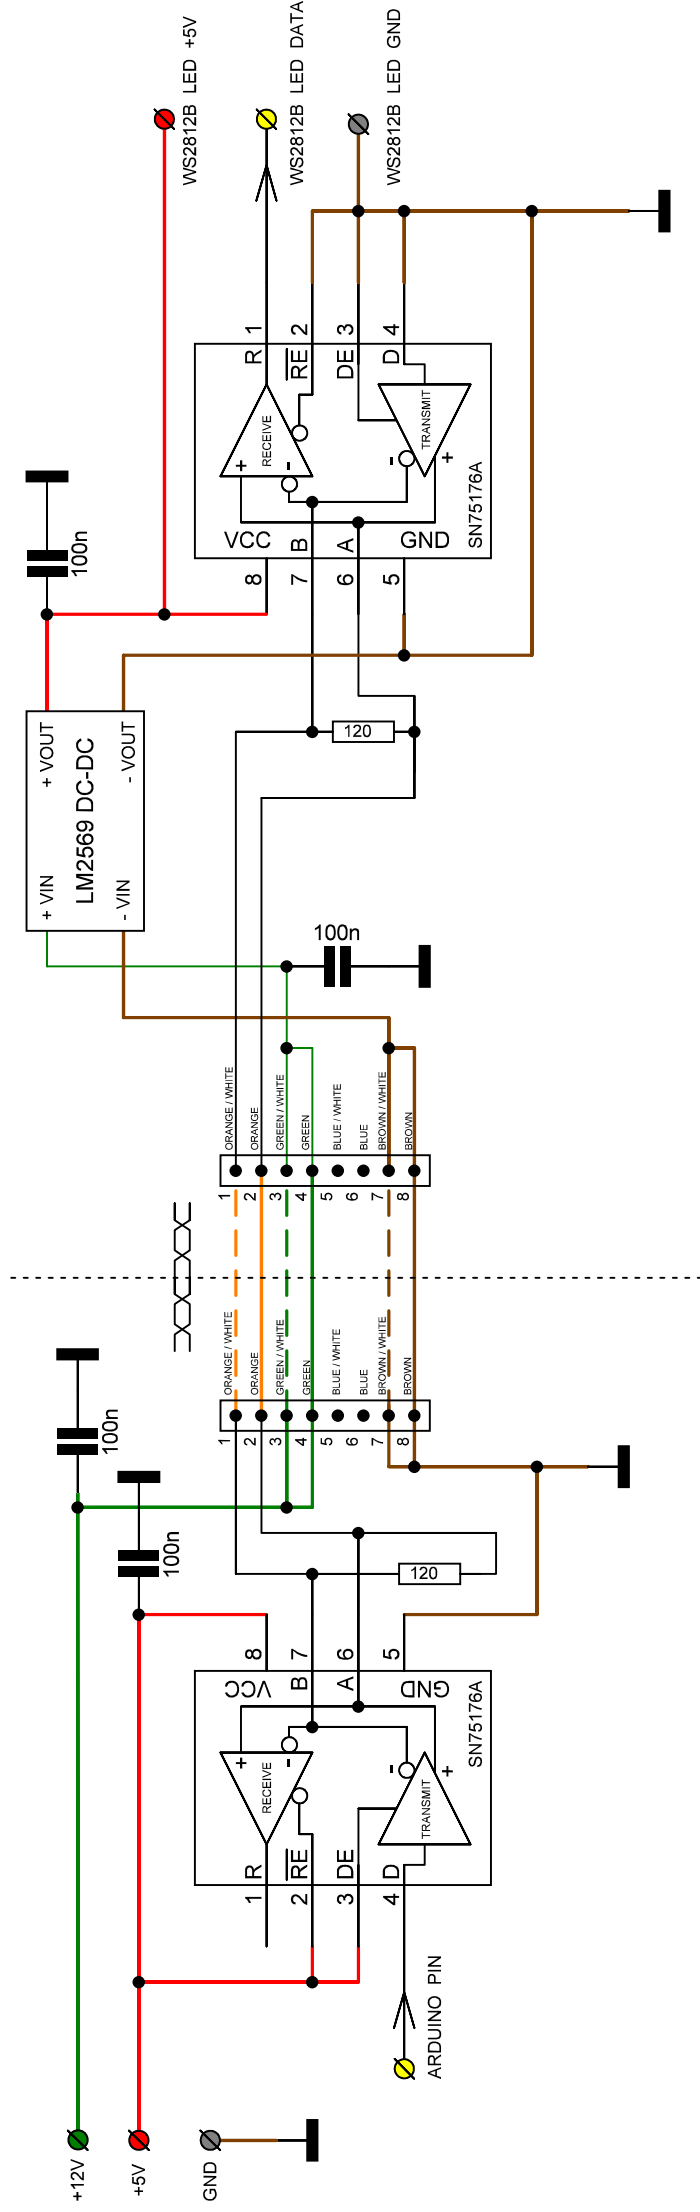 +12V
+5V
GND
ARDUINO PIN
1
R
2
RE
3
DE
4
D
RECEIVE
TRANSMIT
+
-
-
+
VCC
B
A
GND
SN75176A
8
7
6
5
100n
100n
120
1
2
3
4
5
6
7
8
ORANGE / WHITE
ORANGE
GREEN / WHITE
GREEN
BLUE / WHITE
BLUE
BROWN / WHITE
BROWN
1
2
3
4
5
6
7
8
ORANGE / WHITE
ORANGE
GREEN / WHITE
GREEN
BLUE / WHITE
BLUE
BROWN / WHITE
BROWN
100n
+ VIN
- VIN
LM2569 DC-DC
+ VOUT
- VOUT
120
100n
8
7
6
5
VCC
B
A
GND
SN75176A
+
-
-
+
RECEIVE
TRANSMIT
R
1
RE
2
DE
3
D
4
WS2812B LED +5V
WS2812B LED DATA
WS2812B LED GND